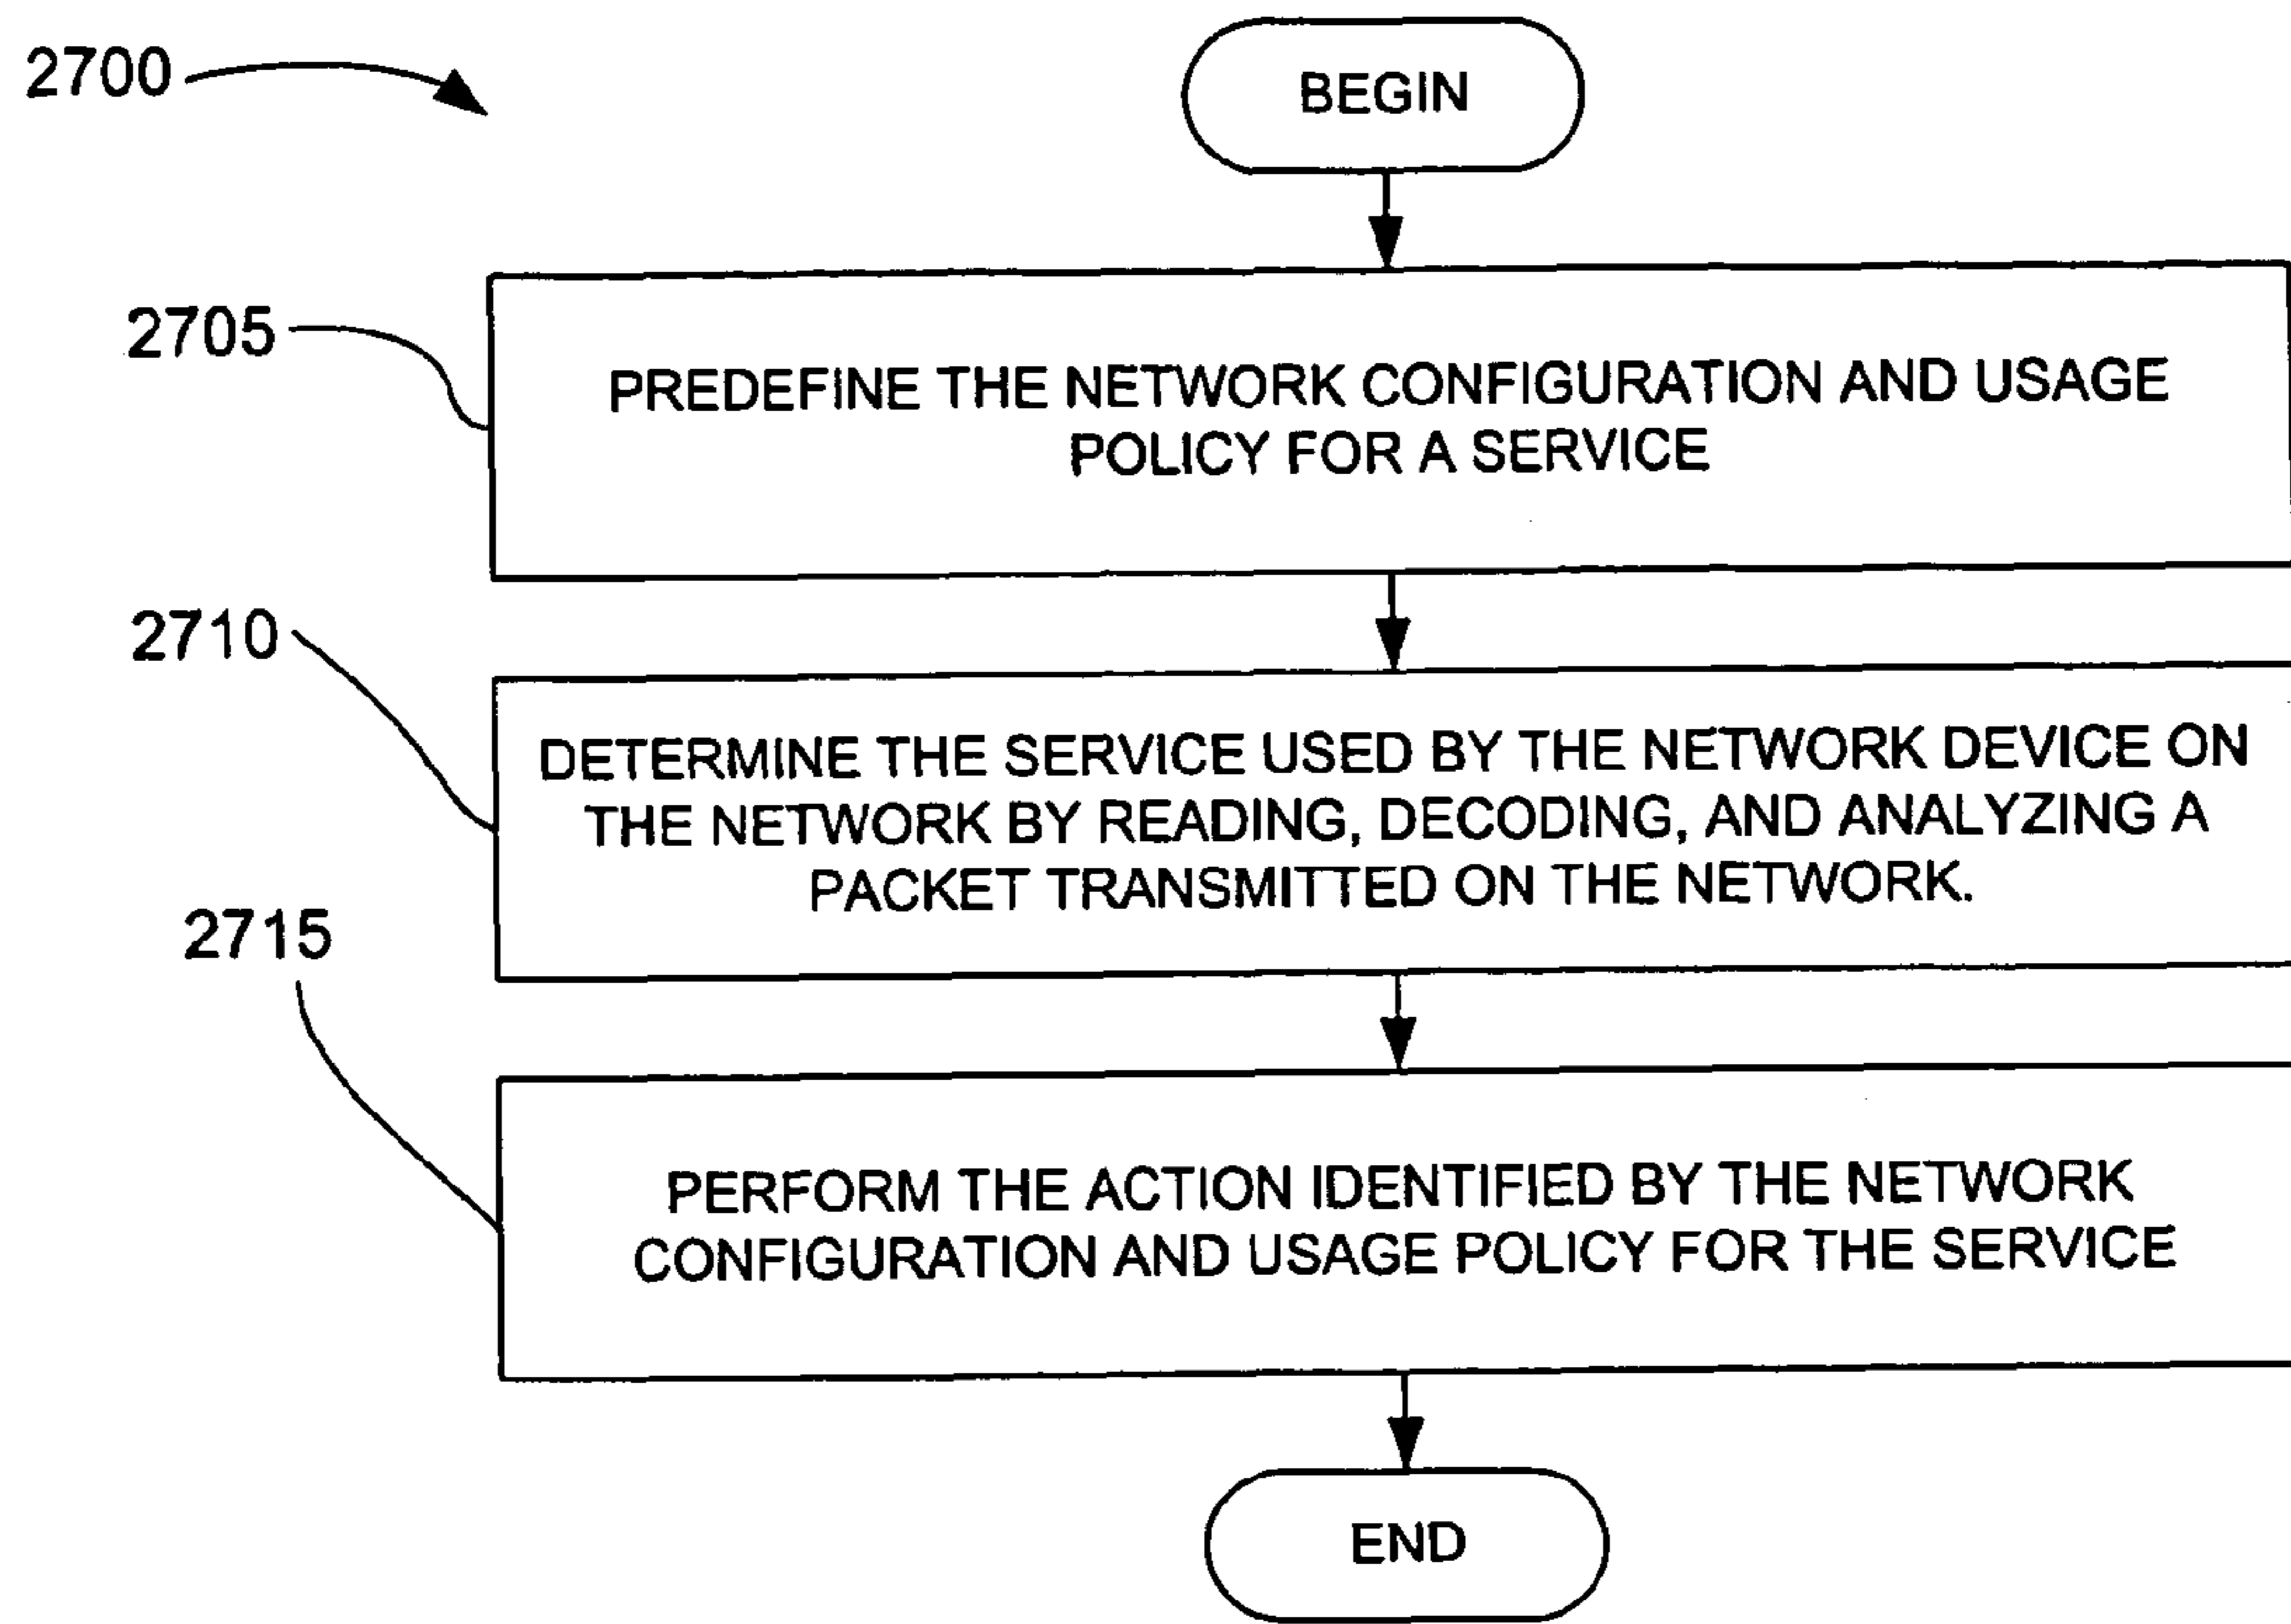 2700
BEGIN
2705
PREDEFINE THE NETWORK CONFIGURATION AND USAGE
POLICY FOR A SERVICE
2710
DETERMINE THE SERVICE USED BY THE NETWORK DEVICE ON
THE NETWORK BY READING, DECODING, AND ANALYZING A
PACKET TRANSMITTED ON THE NETWORK.
2715
PERFORM THE ACTION IDENTIFIED BY THE NETWORK
CONFIGURATION AND USAGE POLICY FOR THE SERVICE
END